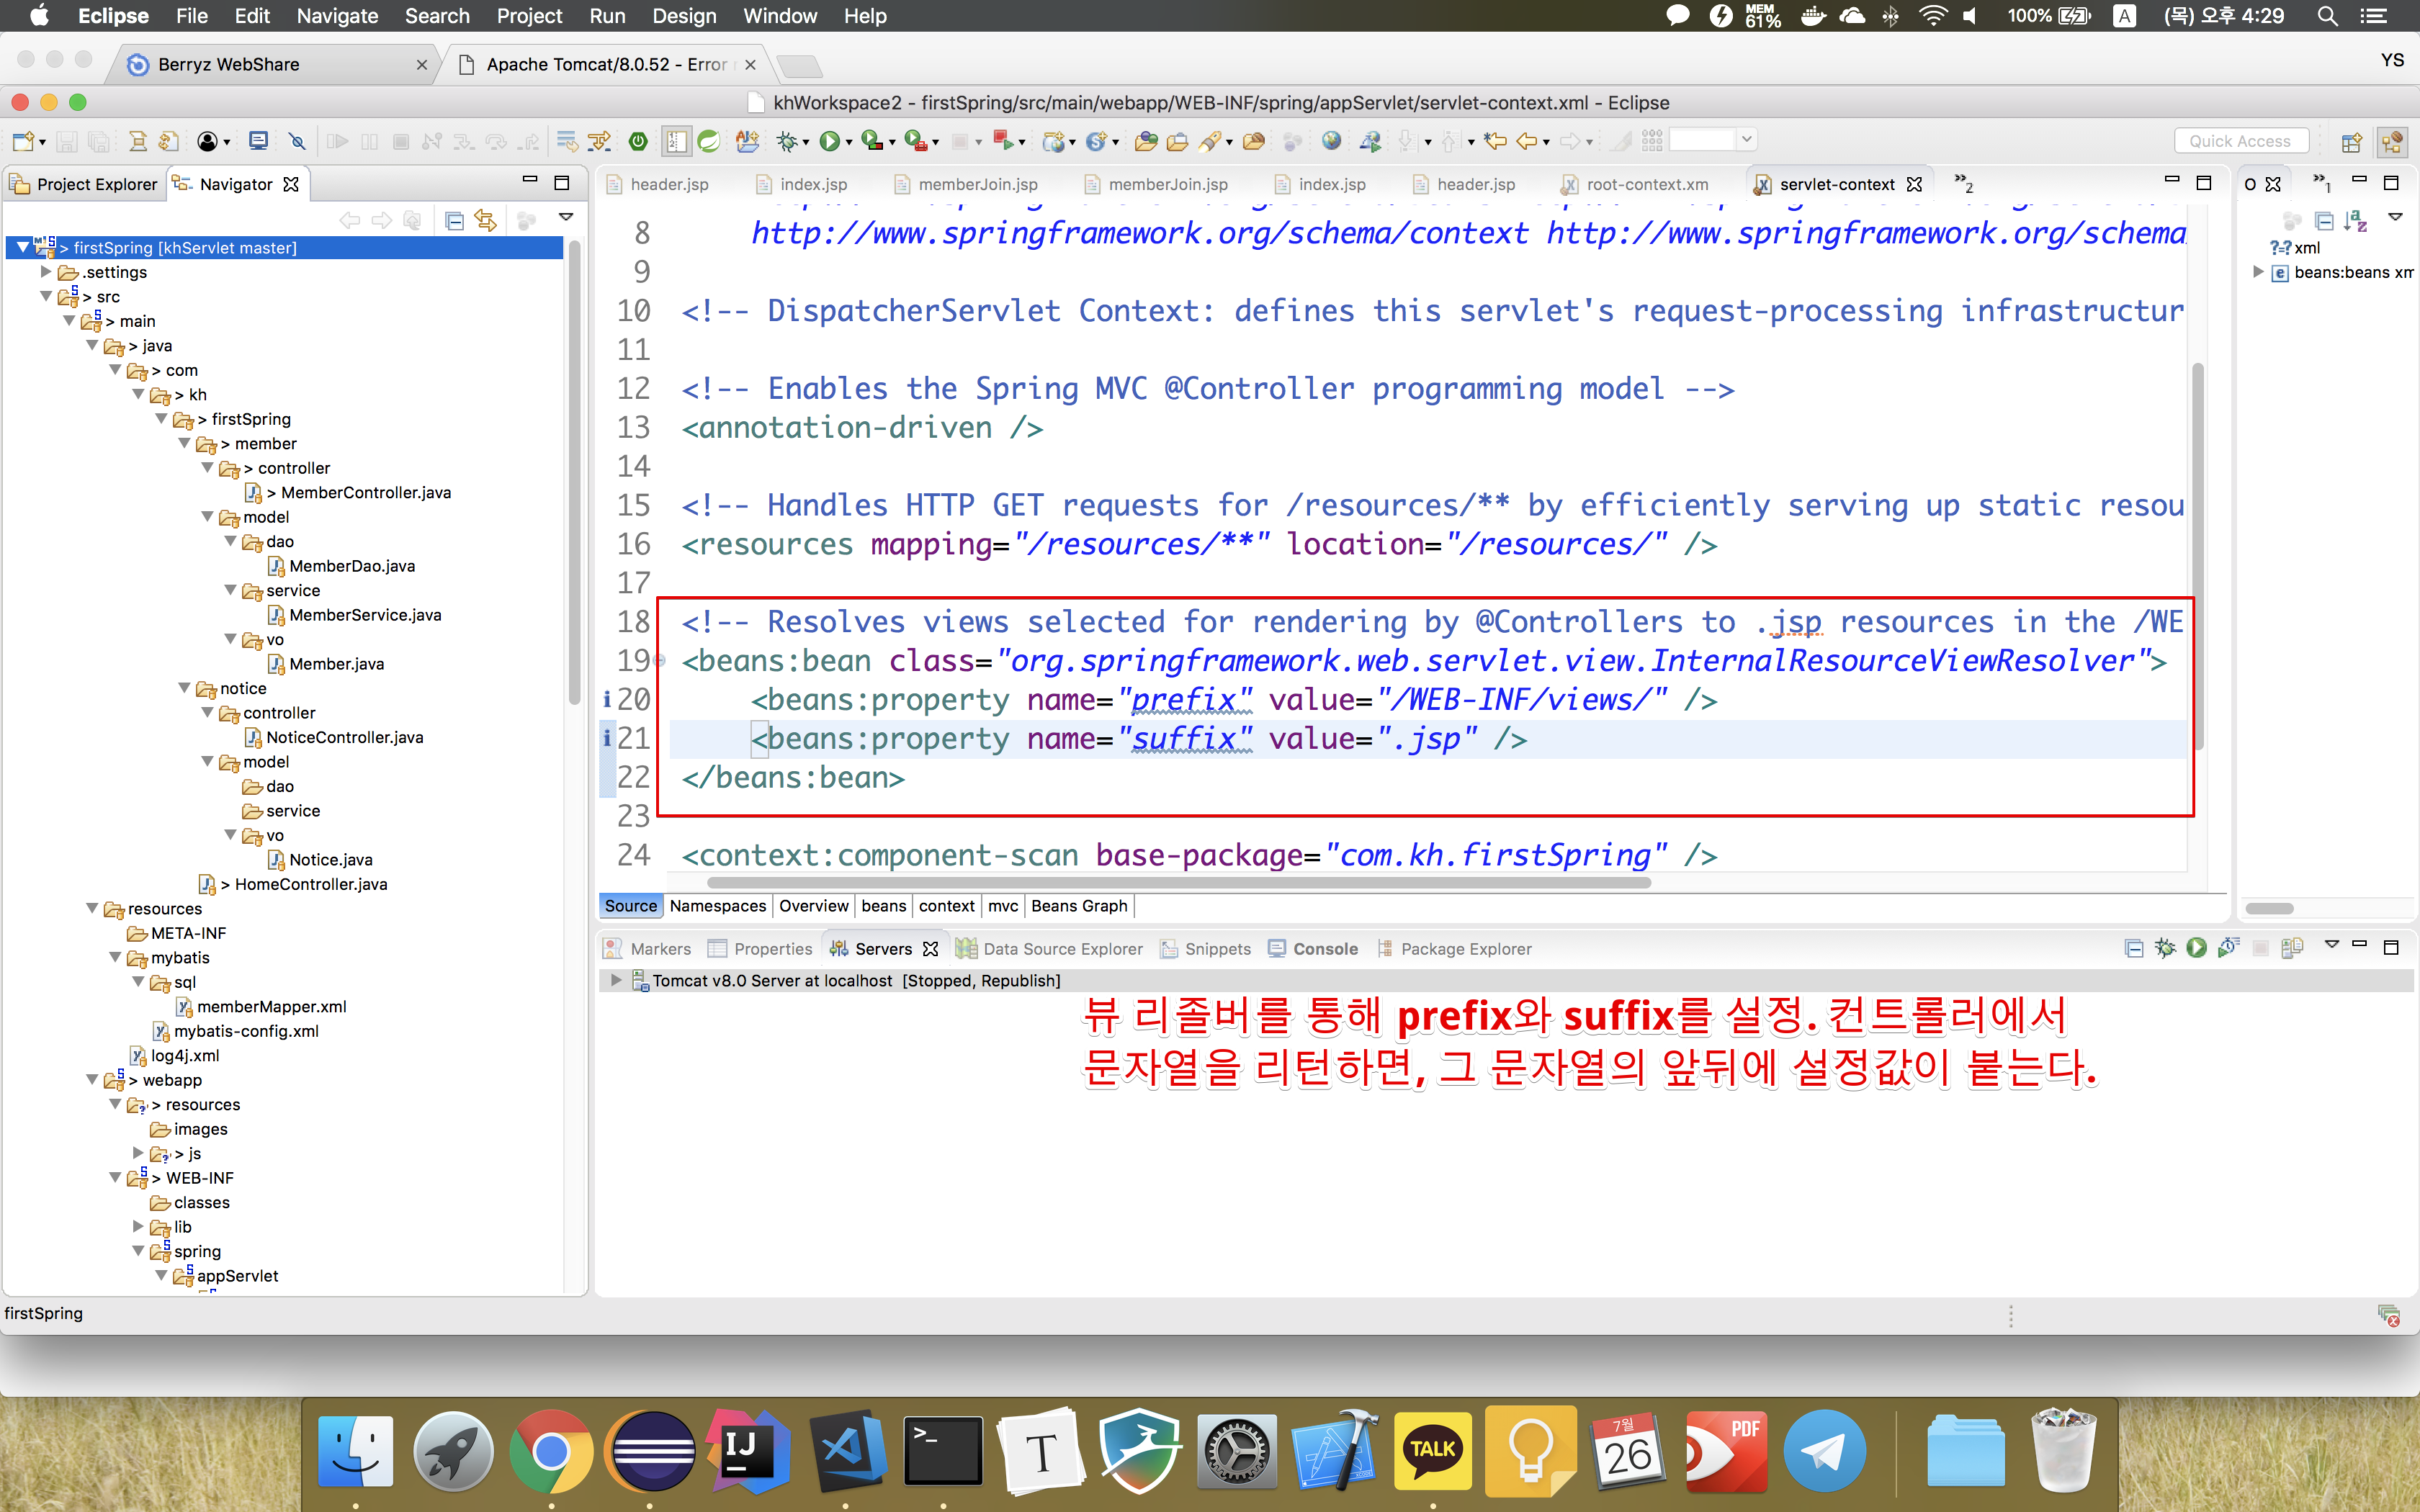 Eclipse File Edit Navigate Search Project Run Design Window Help MEM 61% 100% A (목) 오후 4:29
Berryz WebShare Apache Tomcat/8.0.52 - Error YS
khWorkspace2 - firstSpring/src/main/webapp/WEB-INF/spring/appServlet/servlet-context.xml - Eclipse
Quick Access
Project Explorer Navigator
> firstSpring [khServlet master]
.settings
> src
> main
> java
> com
> kh
> firstSpring
> member
> controller
> MemberController.java
model
dao
MemberDao.java
service
MemberService.java
vo
Member.java
notice
controller
NoticeController.java
model
dao
service
vo
Notice.java
> HomeController.java
resources
META-INF
mybatis
sql
memberMapper.xml
mybatis-config.xml
log4j.xml
> webapp
> resources
images
> js
> WEB-INF
classes
lib
spring
appServlet
header.jsp index.jsp memberJoin.jsp memberJoin.jsp index.jsp header.jsp root-context.xm servlet-context »2
8 http://www.springframework.org/schema/context http://www.springframework.org/schema
9
10 <!-- DispatcherServlet Context: defines this servlet's request-processing infrastructur
11
12 <!-- Enables the Spring MVC @Controller programming model -->
13 <annotation-driven />
14
15 <!-- Handles HTTP GET requests for /resources/** by efficiently serving up static resou
16 <resources mapping="/resources/**" location="/resources/" />
17
18 <!-- Resolves views selected for rendering by @Controllers to .jsp resources in the /WE
19 <beans:bean class="org.springframework.web.servlet.view.InternalResourceViewResolver">
20 <beans:property name="prefix" value="/WEB-INF/views/" />
21 <beans:property name="suffix" value=".jsp" />
22 </beans:bean>
23
24 <context:component-scan base-package="com.kh.firstSpring" />
Source Namespaces Overview beans context mvc Beans Graph
O »1
?=? xml
e beans:beans xm
Markers Properties Servers Data Source Explorer Snippets Console Package Explorer
Tomcat v8.0 Server at localhost [Stopped, Republish]
뷰 리졸버를 통해 prefix와 suffix를 설정. 컨트롤러에서
문자열을 리턴하면, 그 문자열의 앞뒤에 설정값이 붙는다.
firstSpring
IJ
>_
T
TALK
7월
26
PDF